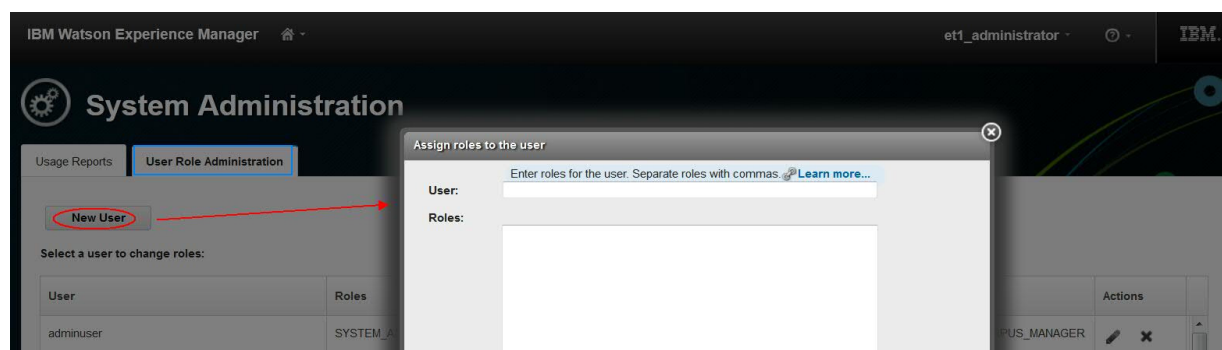 IBM Watson Experience Manager
et1_administrator
IBM.
System Administration
Usage Reports
User Role Administration
Assign roles to the user
Enter roles for the user. Separate roles with commas. Learn more...
User:
Roles:
New User
Select a user to change roles:
User Roles Actions
adminuser SYSTEM_A PUS_MANAGER